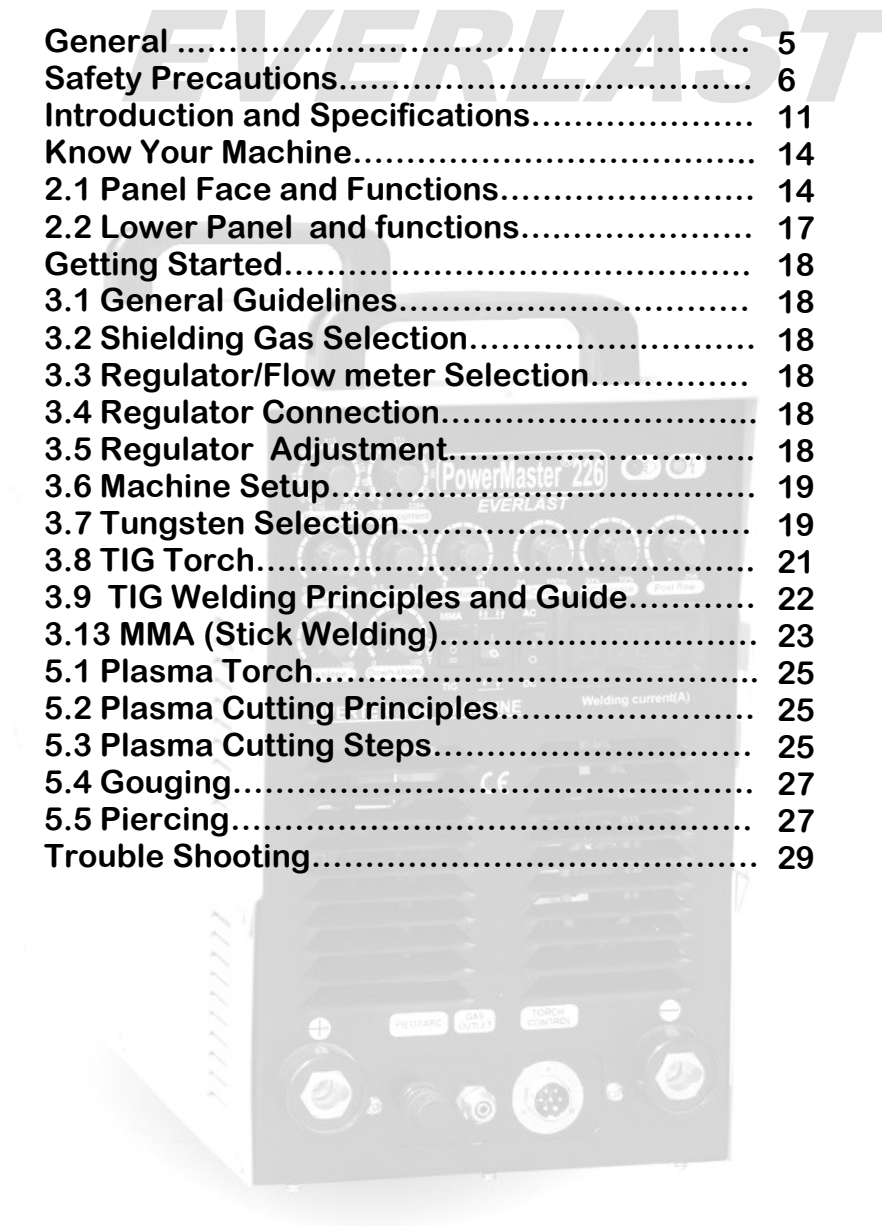 EVERLAST
General ........................................................ 5
Safety Precautions....................................... 6
Introduction and Specifications..................... 11
Know Your Machine...................................... 14
2.1 Panel Face and Functions........................ 14
2.2 Lower Panel  and functions...................... 17
Getting Started............................................ 18
3.1 General Guidelines................................. 18
3.2 Shielding Gas Selection........................... 18
3.3 Regulator/Flow meter Selection............... 18
3.4 Regulator Connection.............................. 18
3.5 Regulator  Adjustment............................. 18
3.6 Machine Setup........................................ 19
3.7 Tungsten Selection................................. 19
3.8 TIG Torch.............................................. 21
3.9  TIG Welding Principles and Guide............ 22
3.13 MMA (Stick Welding).............................. 23
5.1 Plasma Torch.......................................... 25
5.2 Plasma Cutting Principles........................ 25
5.3 Plasma Cutting Steps.............................. 25
5.4 Gouging................................................. 27
5.5 Piercing................................................. 27
Trouble Shooting.......................................... 29
PowerMaster 226
EVERLAST
Post flow
MMA
AC
TIG
DC
Welding current(A)
CE
PILOT ARC
GAS OUTLET
TORCH
CONTROL